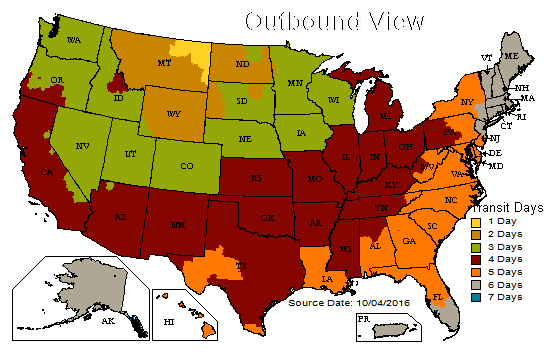 Outbound View
WA
MT
ND
MN
VT
ME
OR
ID
WY
SD
WI
MI
NY
NH
MA
RI
CT
NV
UT
CO
NE
IA
IL
IN
OH
PA
NJ
DE
MD
CA
KS
MO
KY
WV
VA
AZ
NM
OK
AR
TN
NC
SC
TX
LA
MS
AL
GA
FL
AK
HI
PR
Transit Days
1 Day
2 Days
3 Days
4 Days
5 Days
6 Days
7 Days
Source Date: 10/04/2016